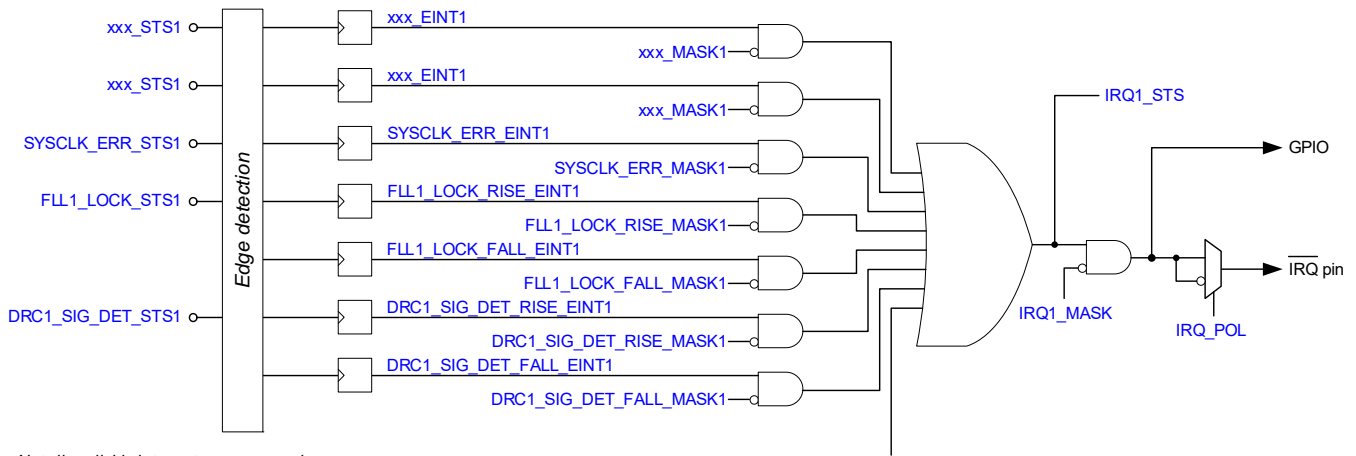 xxx_STS1
xxx_EINT1
xxx_MASK1
xxx_STS1
xxx_EINT1
xxx_MASK1
SYSCLK_ERR_STS1
SYSCLK_ERR_EINT1
SYSCLK_ERR_MASK1
FLL1_LOCK_STS1
FLL1_LOCK_RISE_EINT1
FLL1_LOCK_RISE_MASK1
FLL1_LOCK_FALL_EINT1
FLL1_LOCK_FALL_MASK1
DRC1_SIG_DET_STS1
DRC1_SIG_DET_RISE_EINT1
DRC1_SIG_DET_RISE_MASK1
DRC1_SIG_DET_FALL_EINT1
DRC1_SIG_DET_FALL_MASK1
Edge detection
IRQ1_STS
GPIO
IRQ pin
IRQ1_MASK
IRQ_POL